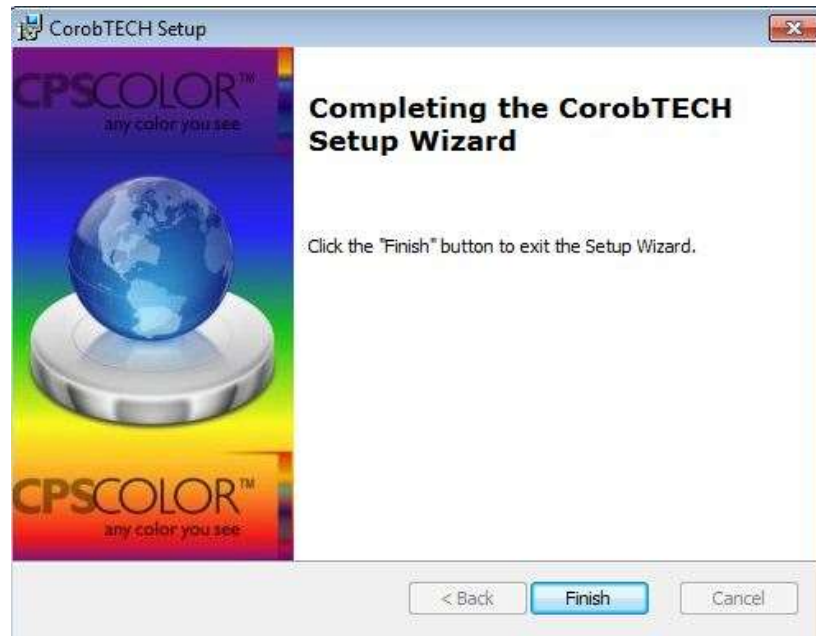 CorobTECH Setup
CPSCOLOR™
any color you see
Completing the CorobTECH
Setup Wizard
Click the "Finish" button to exit the Setup Wizard.
CPSCOLOR™
any color you see
< Back
Finish
Cancel